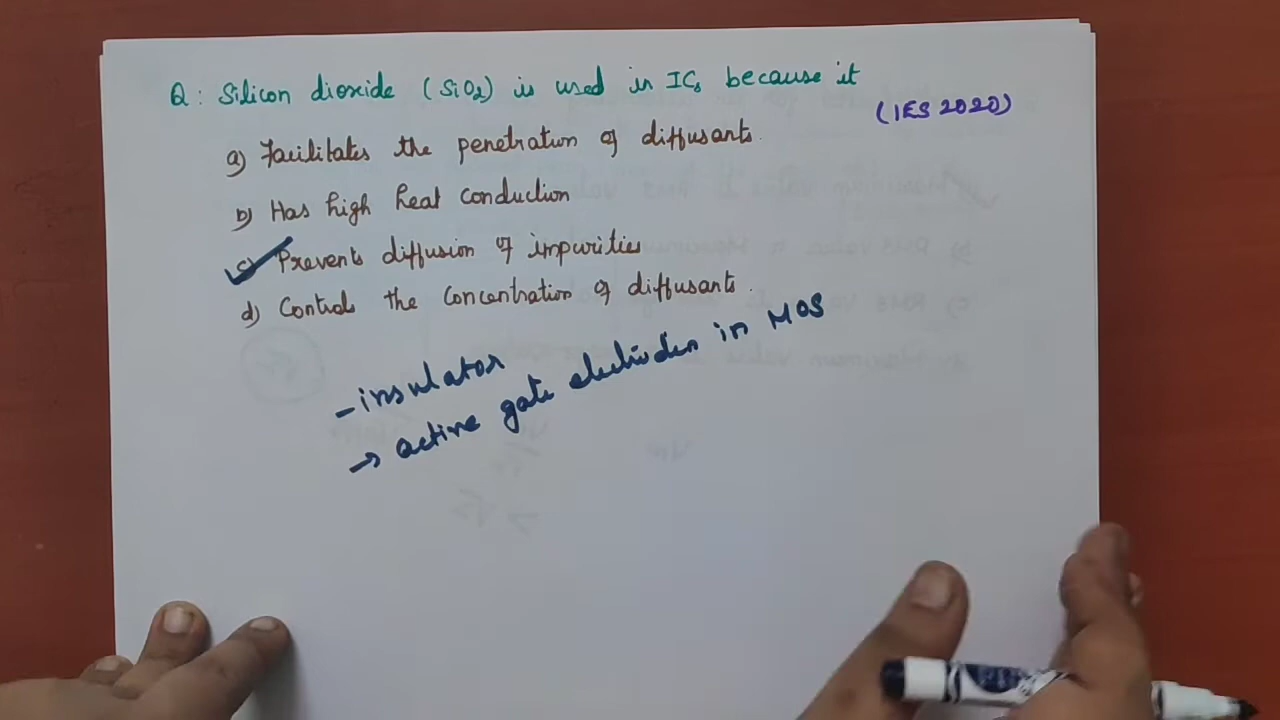 Q: Silicon dioxide (SiO2) is used in ICs because it
(IES 2020)
a) Facilitates the penetration of diffusants.
b) Has high heat conduction
c) Prevents diffusion of impurities
d) Controls the concentration of diffusants.
- insulator
→ active gate electrodes in MOS